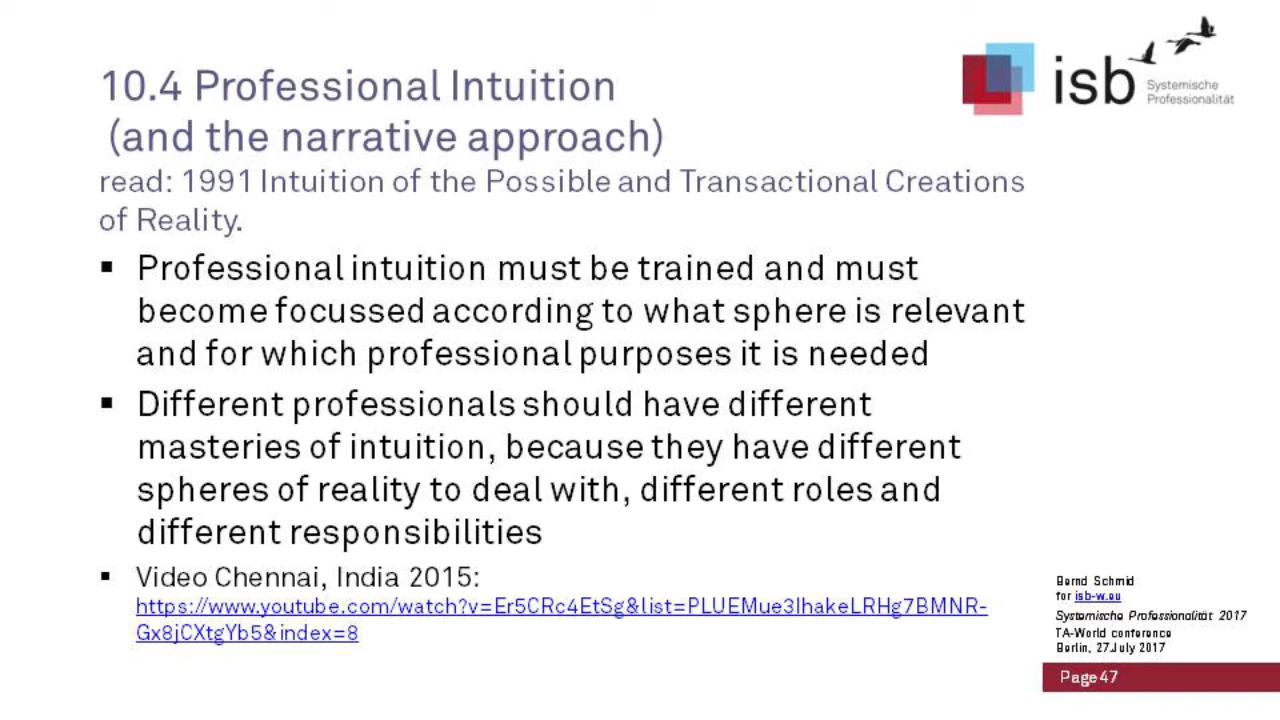 10.4 Professional Intuition
(and the narrative approach)
read: 1991 Intuition of the Possible and Transactional Creations
of Reality.
▪ Professional intuition must be trained and must
become focussed according to what sphere is relevant
and for which professional purposes it is needed
▪ Different professionals should have different
masteries of intuition, because they have different
spheres of reality to deal with, different roles and
different responsibilities
▪ Video Chennai, India 2015:
https://www.youtube.com/watch?v=Er5CRc4EtSg&list=PLUEMue3IhakeLRHg7BMNR-
Gx8jCXtgYb5&index=8
isb
Systemische
Professionalität
Bernd Schmid
for isb-w.eu
Systemische Professionalität 2017
TA-World conference
Berlin, 27.July 2017
Page 47